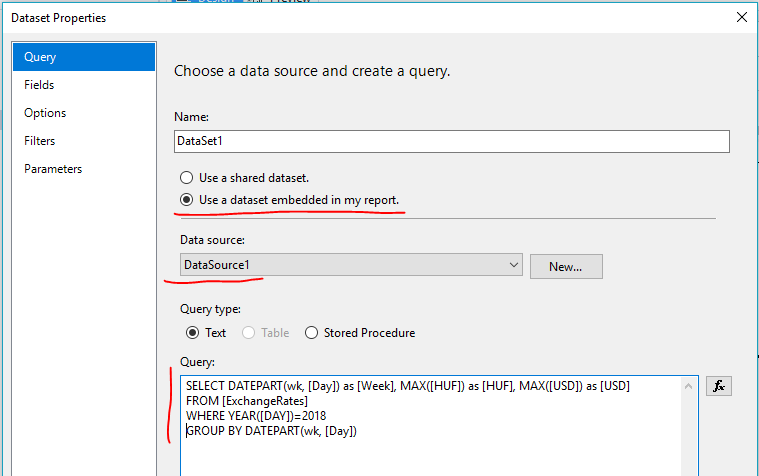 Dataset Properties
Query
Fields
Options
Filters
Parameters
Choose a data source and create a query.
Name:
DataSet1
Use a shared dataset.
Use a dataset embedded in my report.
Data source:
DataSource1
New...
Query type:
Text
Table
Stored Procedure
Query:
SELECT DATEPART(wk, [Day]) as [Week], MAX([HUF]) as [HUF], MAX([USD]) as [USD]
FROM [ExchangeRates]
WHERE YEAR([DAY])=2018
GROUP BY DATEPART(wk, [Day])
fx